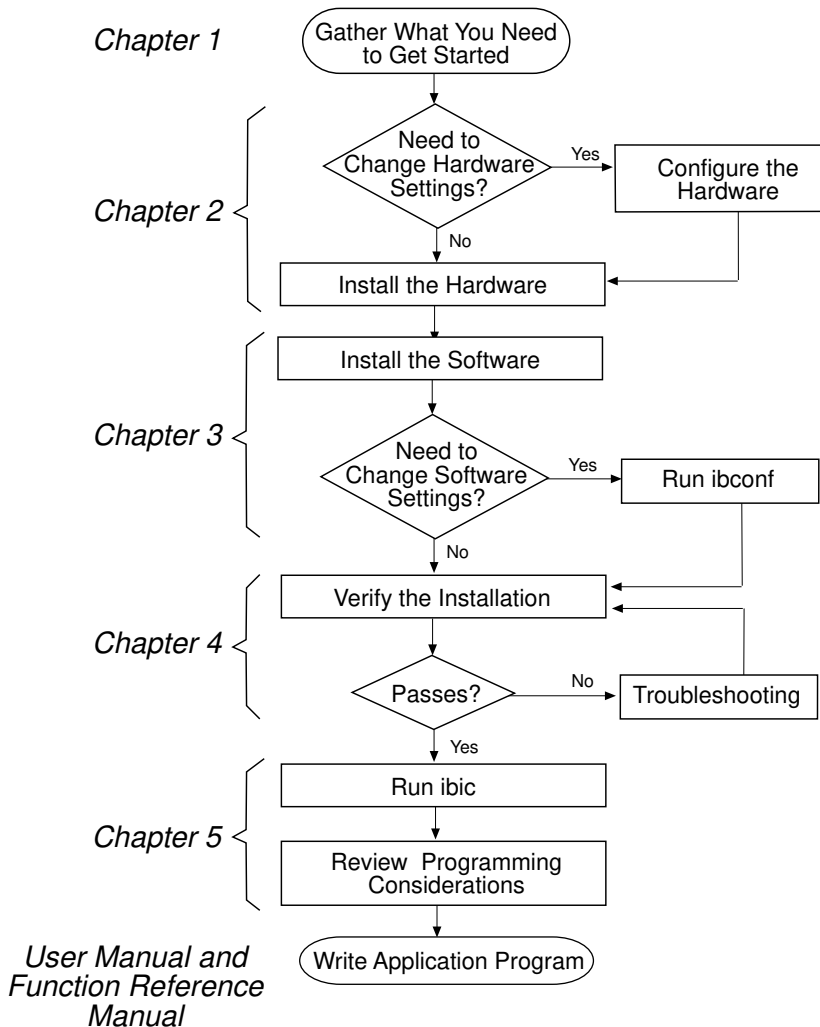 Chapter 1
Gather What You Need
to Get Started
Chapter 2
Need to
Change Hardware
Settings?
Yes
Configure the
Hardware
No
Install the Hardware
Chapter 3
Install the Software
Need to
Change Software
Settings?
Yes
Run ibconf
No
Chapter 4
Verify the Installation
Passes?
No
Troubleshooting
Yes
Chapter 5
Run ibic
Review Programming
Considerations
User Manual and
Function Reference
Manual
Write Application Program